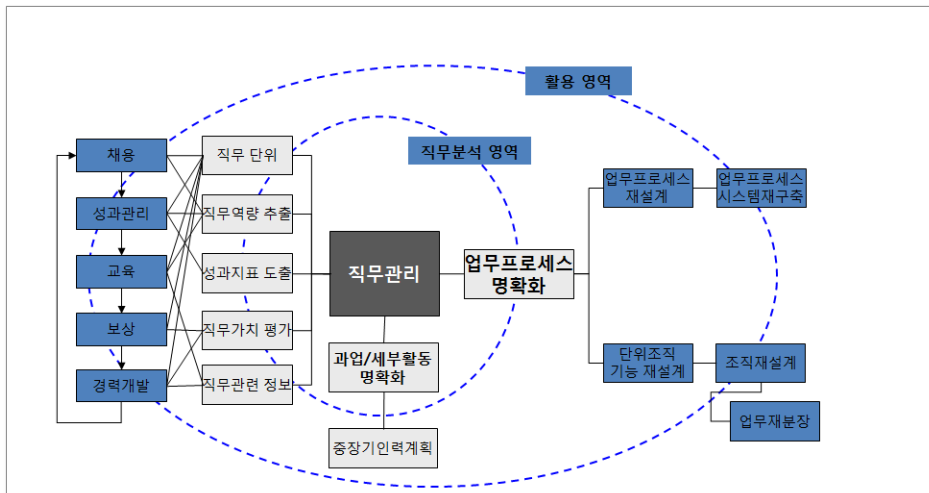 활용 영역
직무분석 영역
채용
성과관리
교육
보상
경력개발
직무 단위
직무역량 추출
성과지표 도출
직무가치 평가
직무관련 정보
직무관리
과업/세부활동
명확화
중장기인력계획
업무프로세스
명확화
업무프로세스
재설계
업무프로세스
시스템재구축
단위조직
기능 재설계
조직재설계
업무재분장